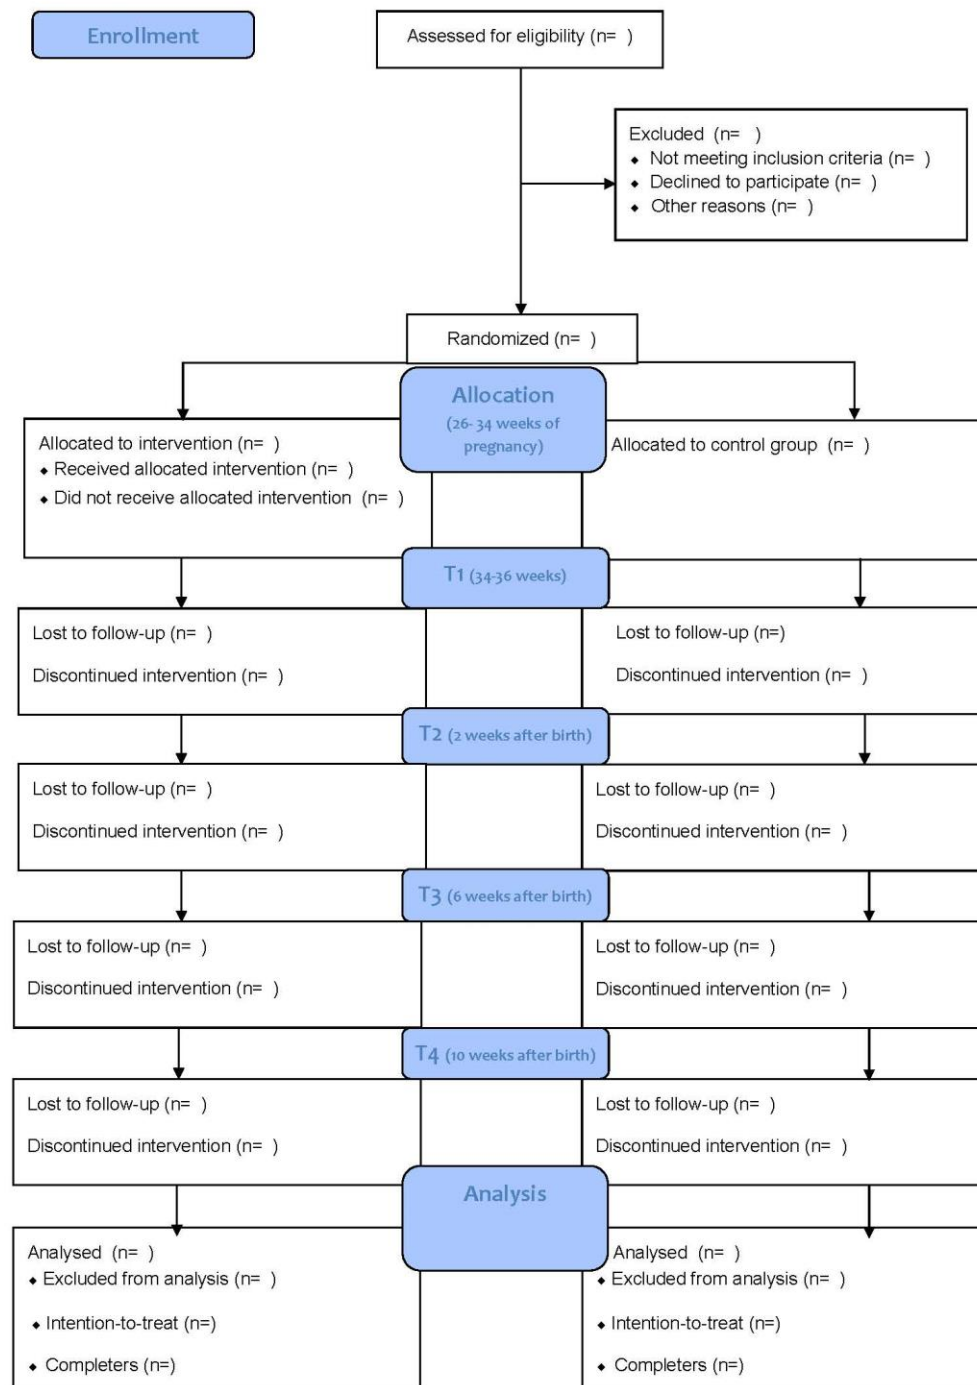 Enrollment
Assessed for eligibility (n=  )
Excluded  (n=   )
◆ Not meeting inclusion criteria (n=  )
◆ Declined to participate (n=  )
◆ Other reasons (n=  )
Randomized (n=  )
Allocation
(26- 34 weeks of
pregnancy)
Allocated to intervention (n=  )
◆ Received allocated intervention (n=  )
◆ Did not receive allocated intervention  (n=  )
Allocated to control group  (n=  )
T1 (34-36 weeks)
Lost to follow-up (n=  )
Discontinued intervention (n=  )
Lost to follow-up (n=)
Discontinued intervention (n=  )
T2 (2 weeks after birth)
Lost to follow-up (n=  )
Discontinued intervention (n=  )
Lost to follow-up (n=  )
Discontinued intervention (n=  )
T3 (6 weeks after birth)
Lost to follow-up (n=  )
Discontinued intervention (n=  )
Lost to follow-up (n=  )
Discontinued intervention (n=  )
T4 (10 weeks after birth)
Lost to follow-up (n=  )
Discontinued intervention (n=  )
Lost to follow-up (n=  )
Discontinued intervention (n=  )
Analysis
Analysed  (n=  )
◆ Excluded from analysis (n=  )
◆ Intention-to-treat (n=)
◆ Completers (n=)
Analysed  (n=  )
◆ Excluded from analysis (n=  )
◆ Intention-to-treat (n=)
◆ Completers (n=)